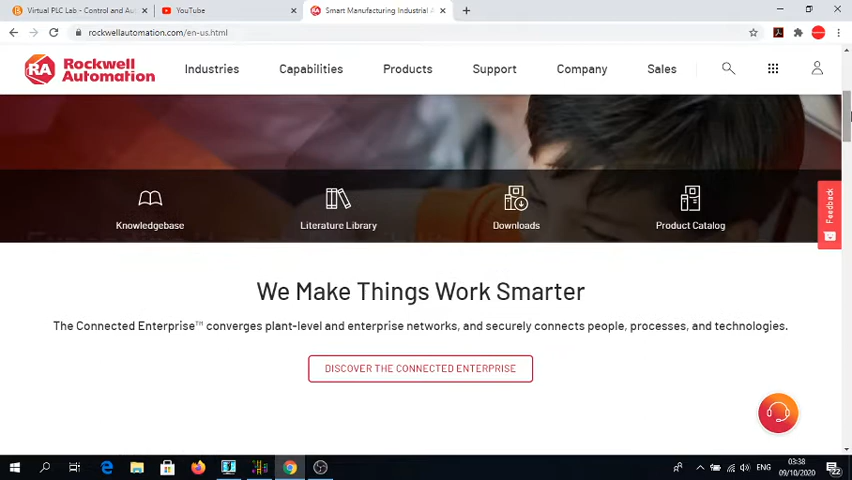 Virtual PLC Lab - Control and Au
YouTube
Smart Manufacturing Industrial A
rockwellautomation.com/en-us.html
RA
Rockwell Automation
Industries
Capabilities
Products
Support
Company
Sales
Feedback
Knowledgebase
Literature Library
Downloads
Product Catalog
We Make Things Work Smarter
The Connected Enterprise™ converges plant-level and enterprise networks, and securely connects people, processes, and technologies.
DISCOVER THE CONNECTED ENTERPRISE
ENG
03:38
09/10/2020
22